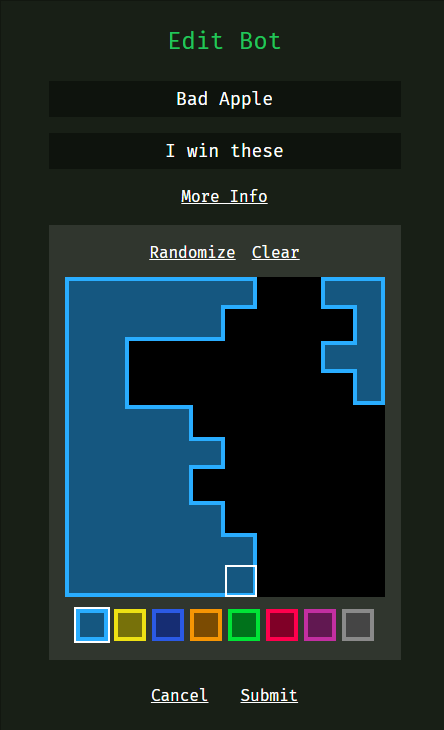 Edit Bot
Bad Apple
I win these
More Info
Randomize Clear
Cancel Submit